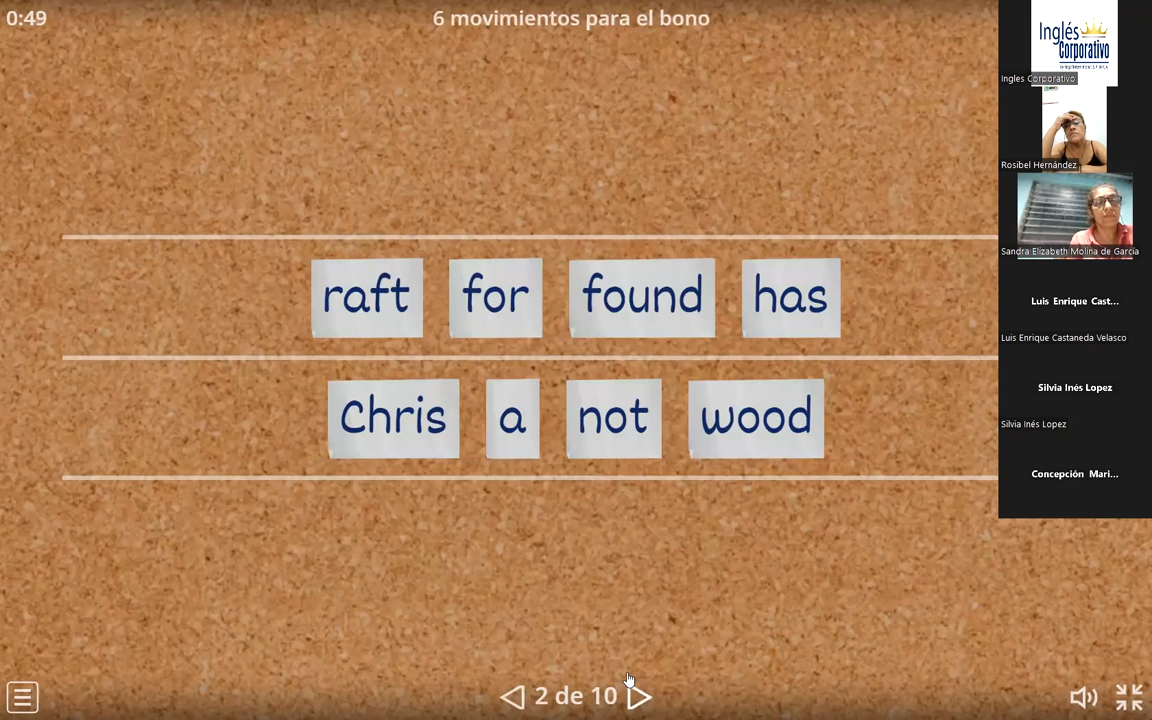 0:49
6 movimientos para el bono
raft for found has
Chris a not wood
2 de 10
Inglés
Corporativo
Ingles Corporativo
Rosibel Hernández
Sandra Elizabeth Molina de García
Luis Enrique Cast...
Luis Enrique Castaneda Velasco
Silvia Inés Lopez
Silvia Inés Lopez
Concepción Mari...